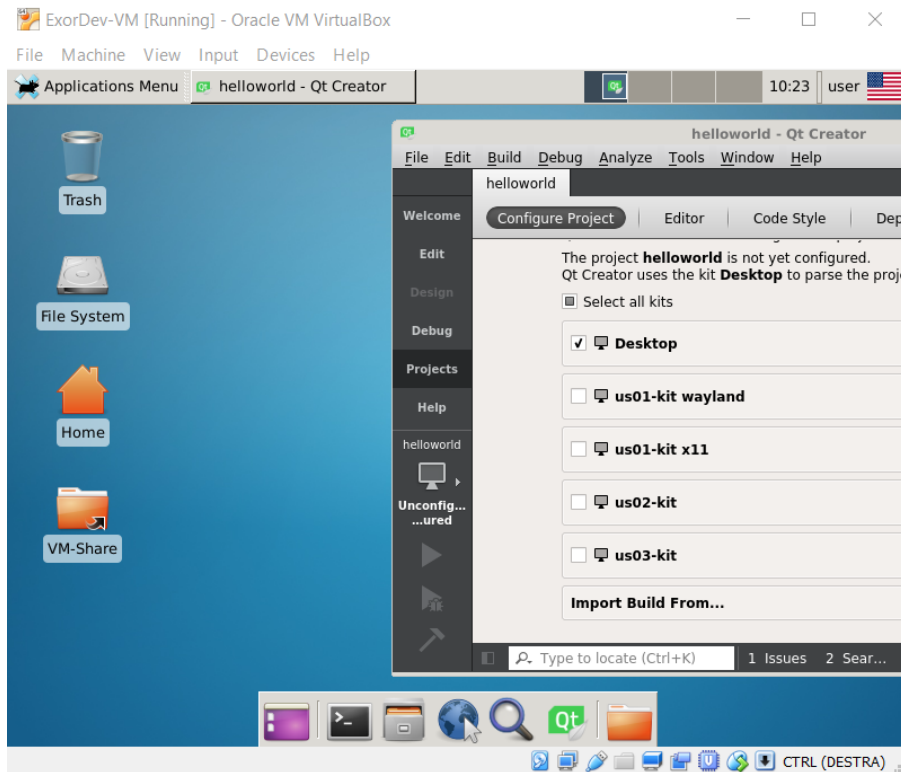 ExorDev-VM [Running] - Oracle VM VirtualBox
File Machine View Input Devices Help
Applications Menu helloworld - Qt Creator 10:23 user
helloworld - Qt Creator
File Edit Build Debug Analyze Tools Window Help
helloworld
Configure Project Editor Code Style Dep
The project helloworld is not yet configured.
Qt Creator uses the kit Desktop to parse the proj
Select all kits
Desktop
us01-kit wayland
us01-kit x11
us02-kit
us03-kit
Import Build From...
Welcome
Edit
Design
Debug
Projects
Help
helloworld
Unconfig...
...ured
Type to locate (Ctrl+K) 1 Issues 2 Sear...
Trash
File System
Home
VM-Share
Qt
CTRL (DESTRA)